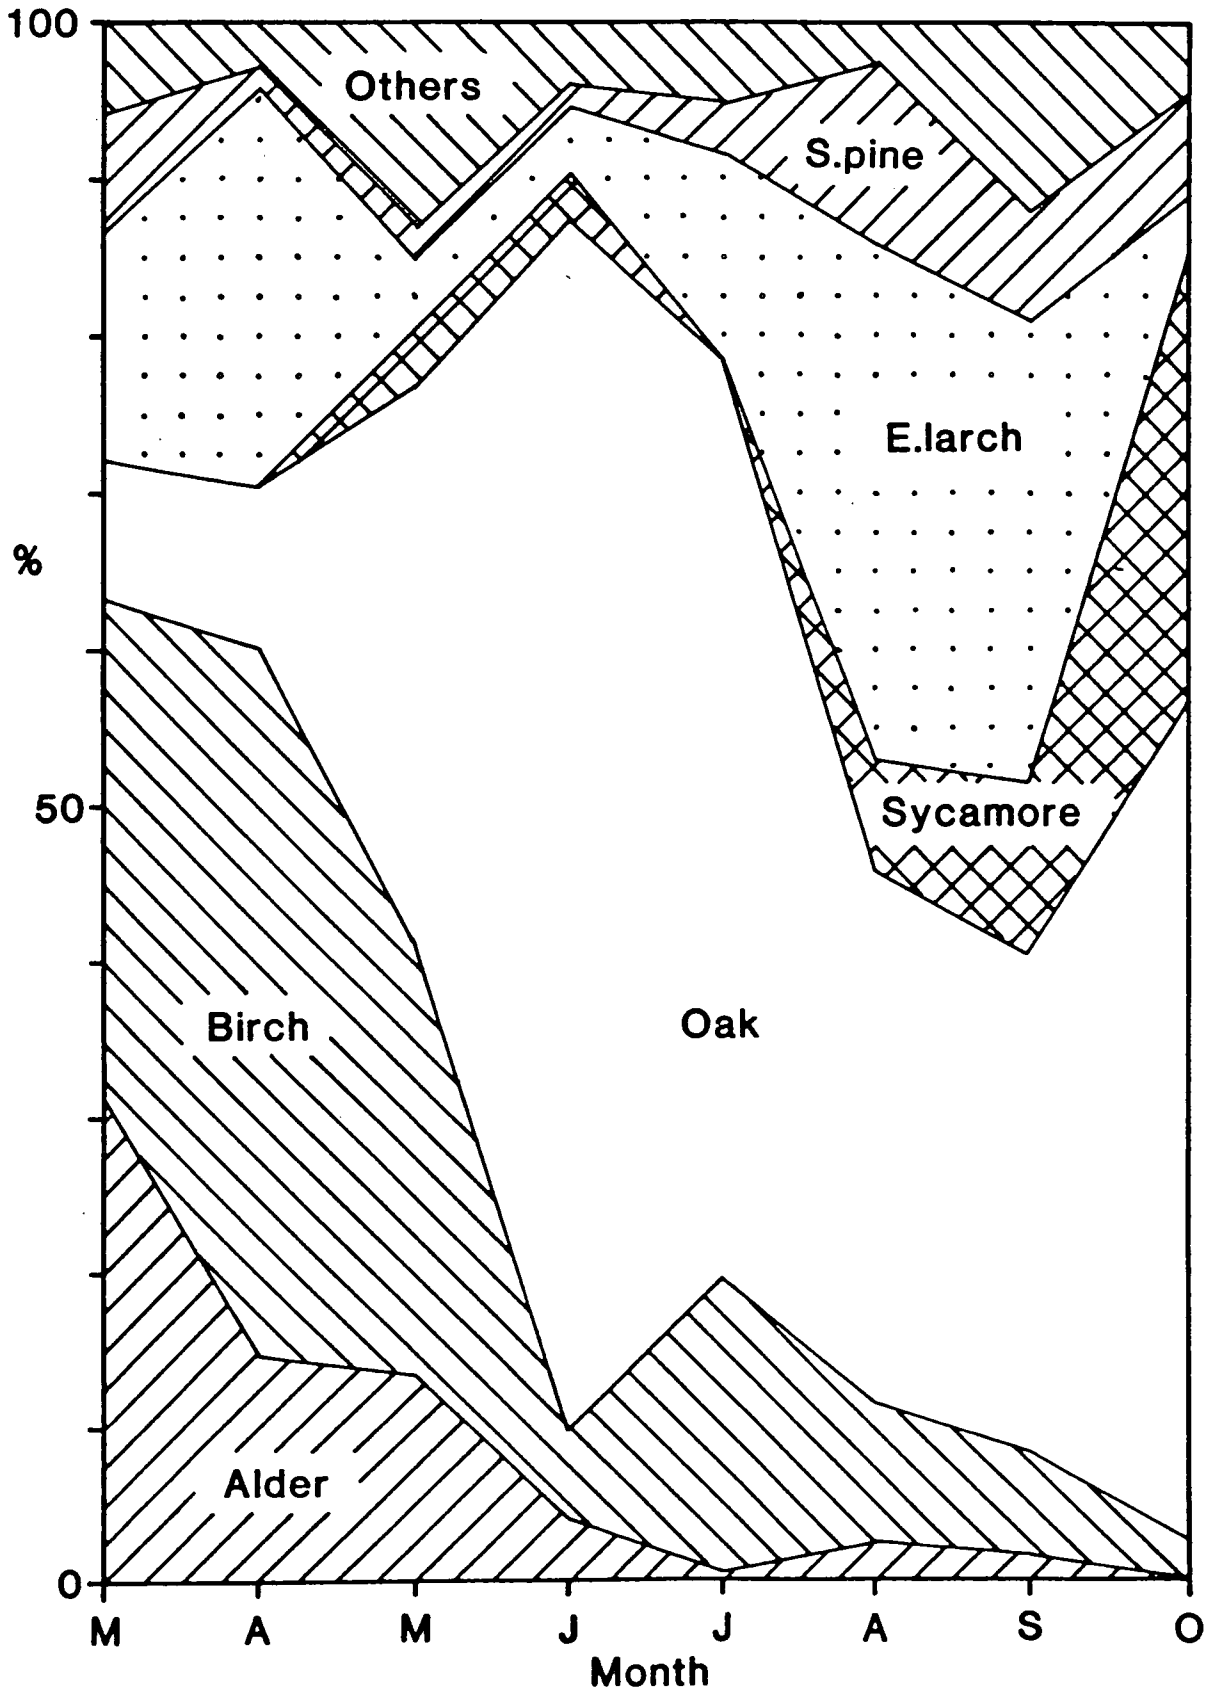 100
Others
S.pine
E.larch
%
50
Sycamore
Birch
Oak
Alder
0
M A M J J A S O
Month